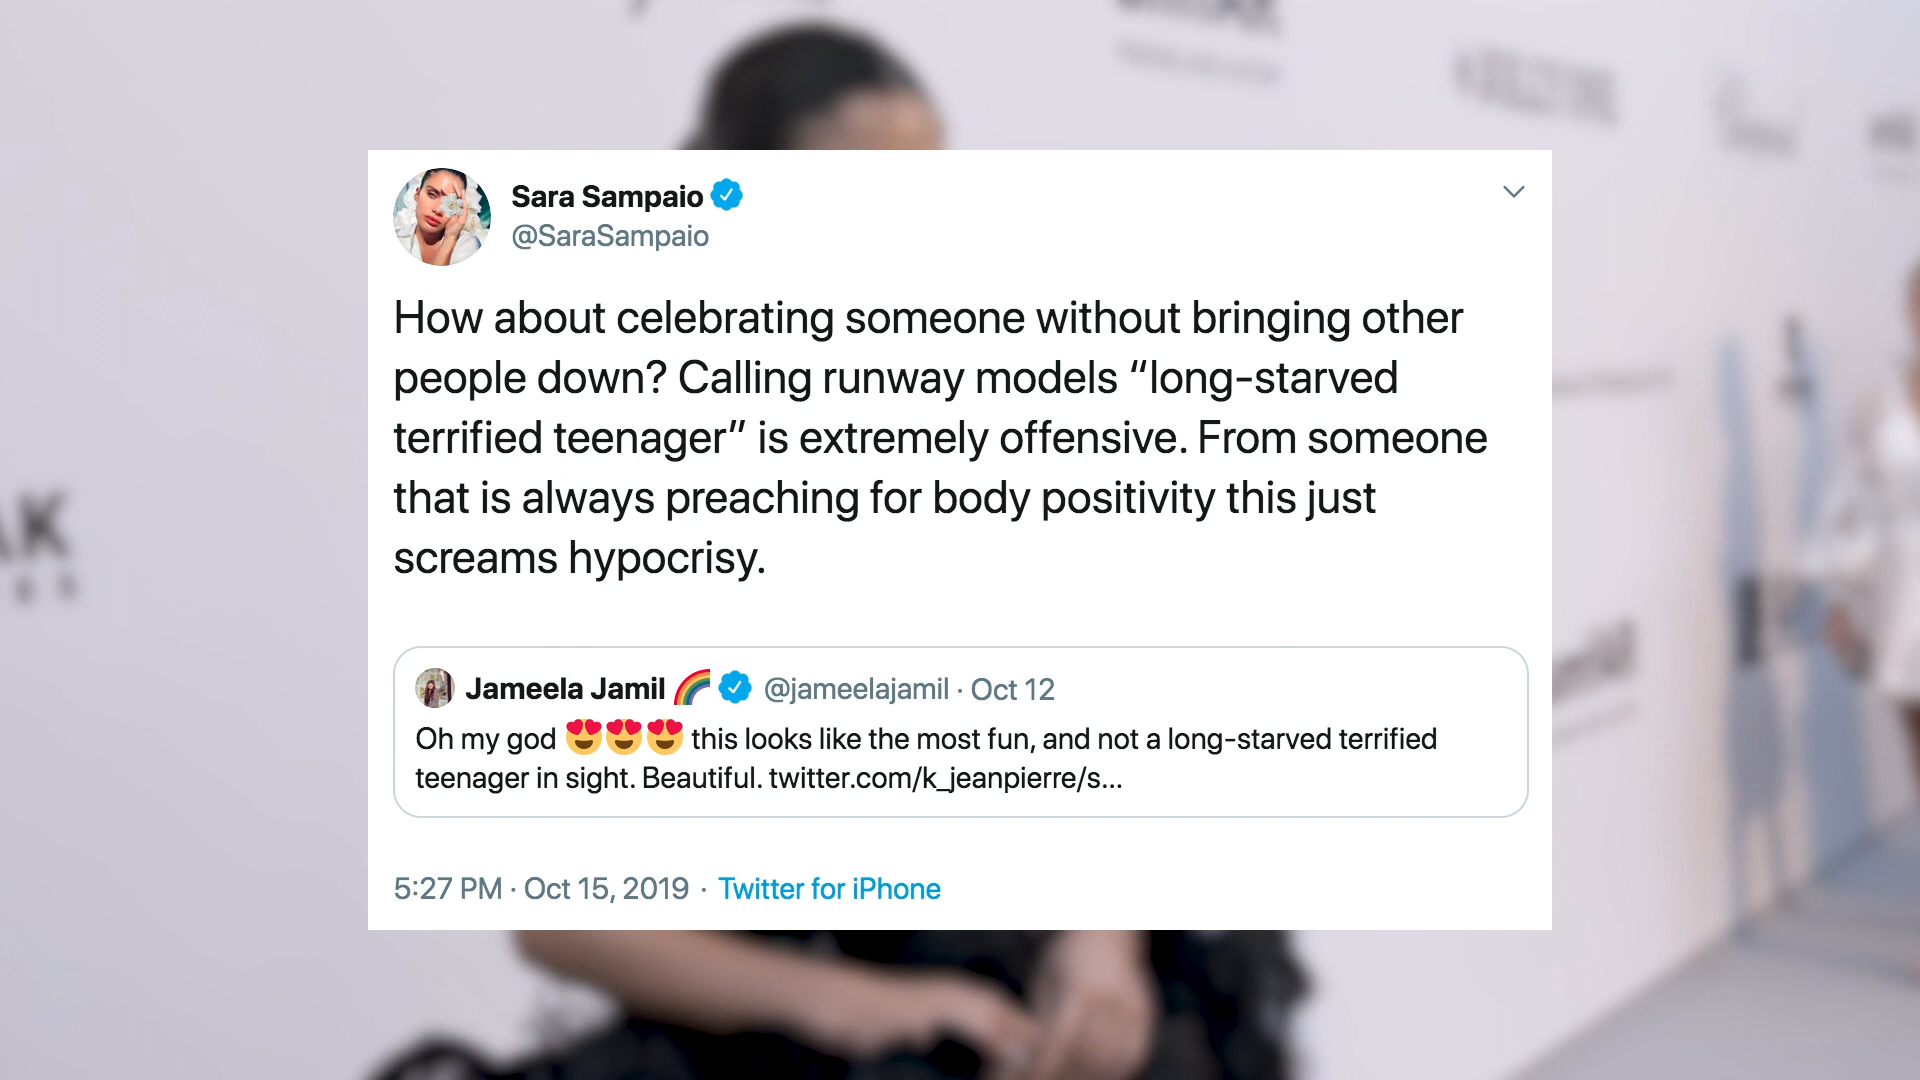 Sara Sampaio
@SaraSampaio
How about celebrating someone without bringing other
people down? Calling runway models “long-starved
terrified teenager” is extremely offensive. From someone
that is always preaching for body positivity this just
screams hypocrisy.
Jameela Jamil 🌈 @jameelajamil · Oct 12
Oh my god 😍😍😍 this looks like the most fun, and not a long-starved terrified
teenager in sight. Beautiful. twitter.com/k_jeanpierre/s...
5:27 PM · Oct 15, 2019 · Twitter for iPhone